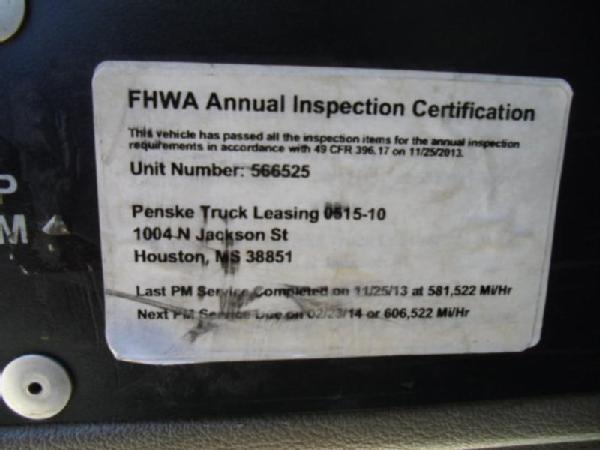 FHWA Annual Inspection Certification
This vehicle has passed all the inspection items for the annual inspection
requirements in accordance with 49 CFR 396.17 on 11/25/2013.
Unit Number: 566525
Penske Truck Leasing 0515-10
1004 N Jackson St
Houston, MS 38851
Last PM Service Completed on 11/25/13 at 581,522 Mi/Hr
Next PM Service Due on 02/23/14 or 606,522 Mi/Hr
P
M